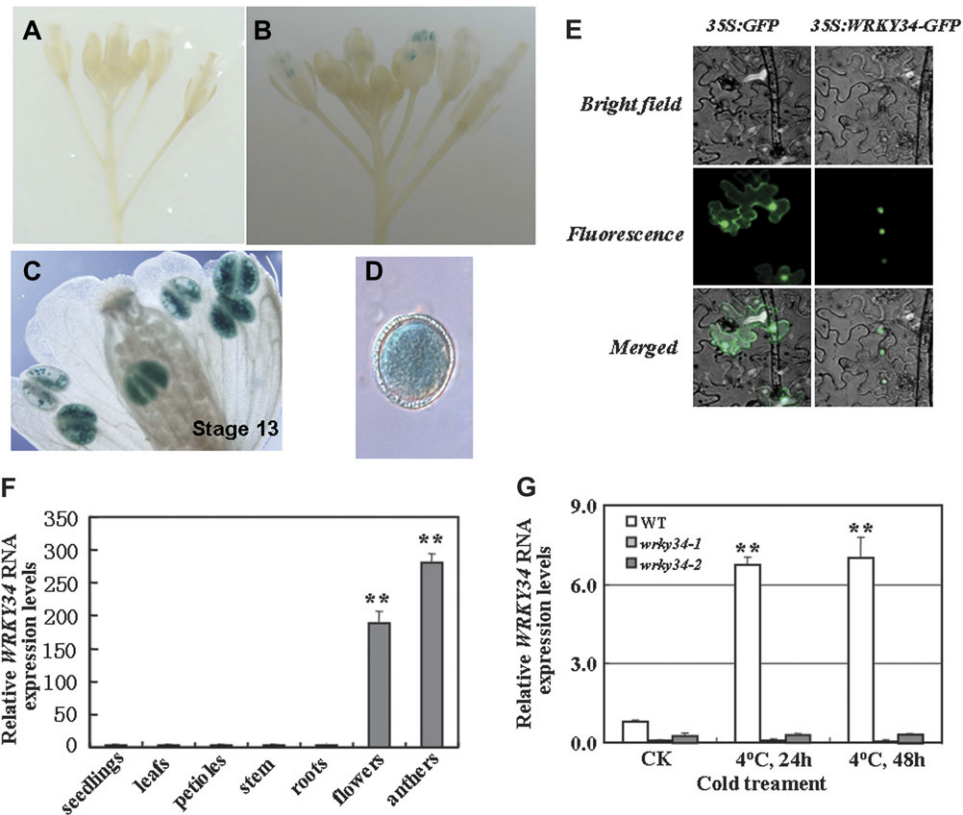 A
B
E
35S:GFP 35S:WRKY34-GFP
Bright field
Fluorescence
Merged
C
Stage 13
D
F
Relative WRKY34 RNA
expression levels
350
300
250
200
150
100
50
0
**
**
seedlings
leafs
petioles
stem
roots
flowers
anthers
G
Relative WRKY34 RNA
expression levels
9.0
6.0
3.0
0.0
WT
wrky34-1
wrky34-2
**
**
CK 4°C, 24h 4°C, 48h
Cold treament